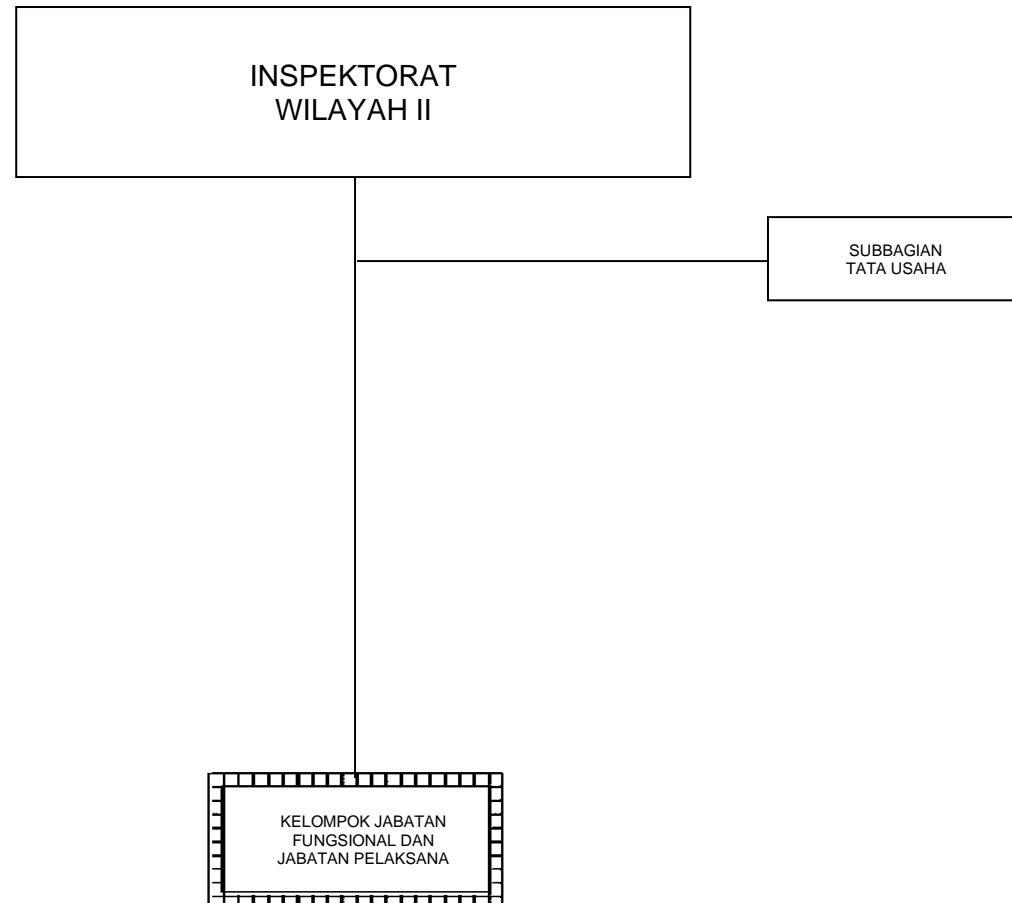 INSPEKTORAT
WILAYAH II
SUBBAGIAN
TATA USAHA
KELOMPOK JABATAN
FUNGSIONAL DAN
JABATAN PELAKSANA